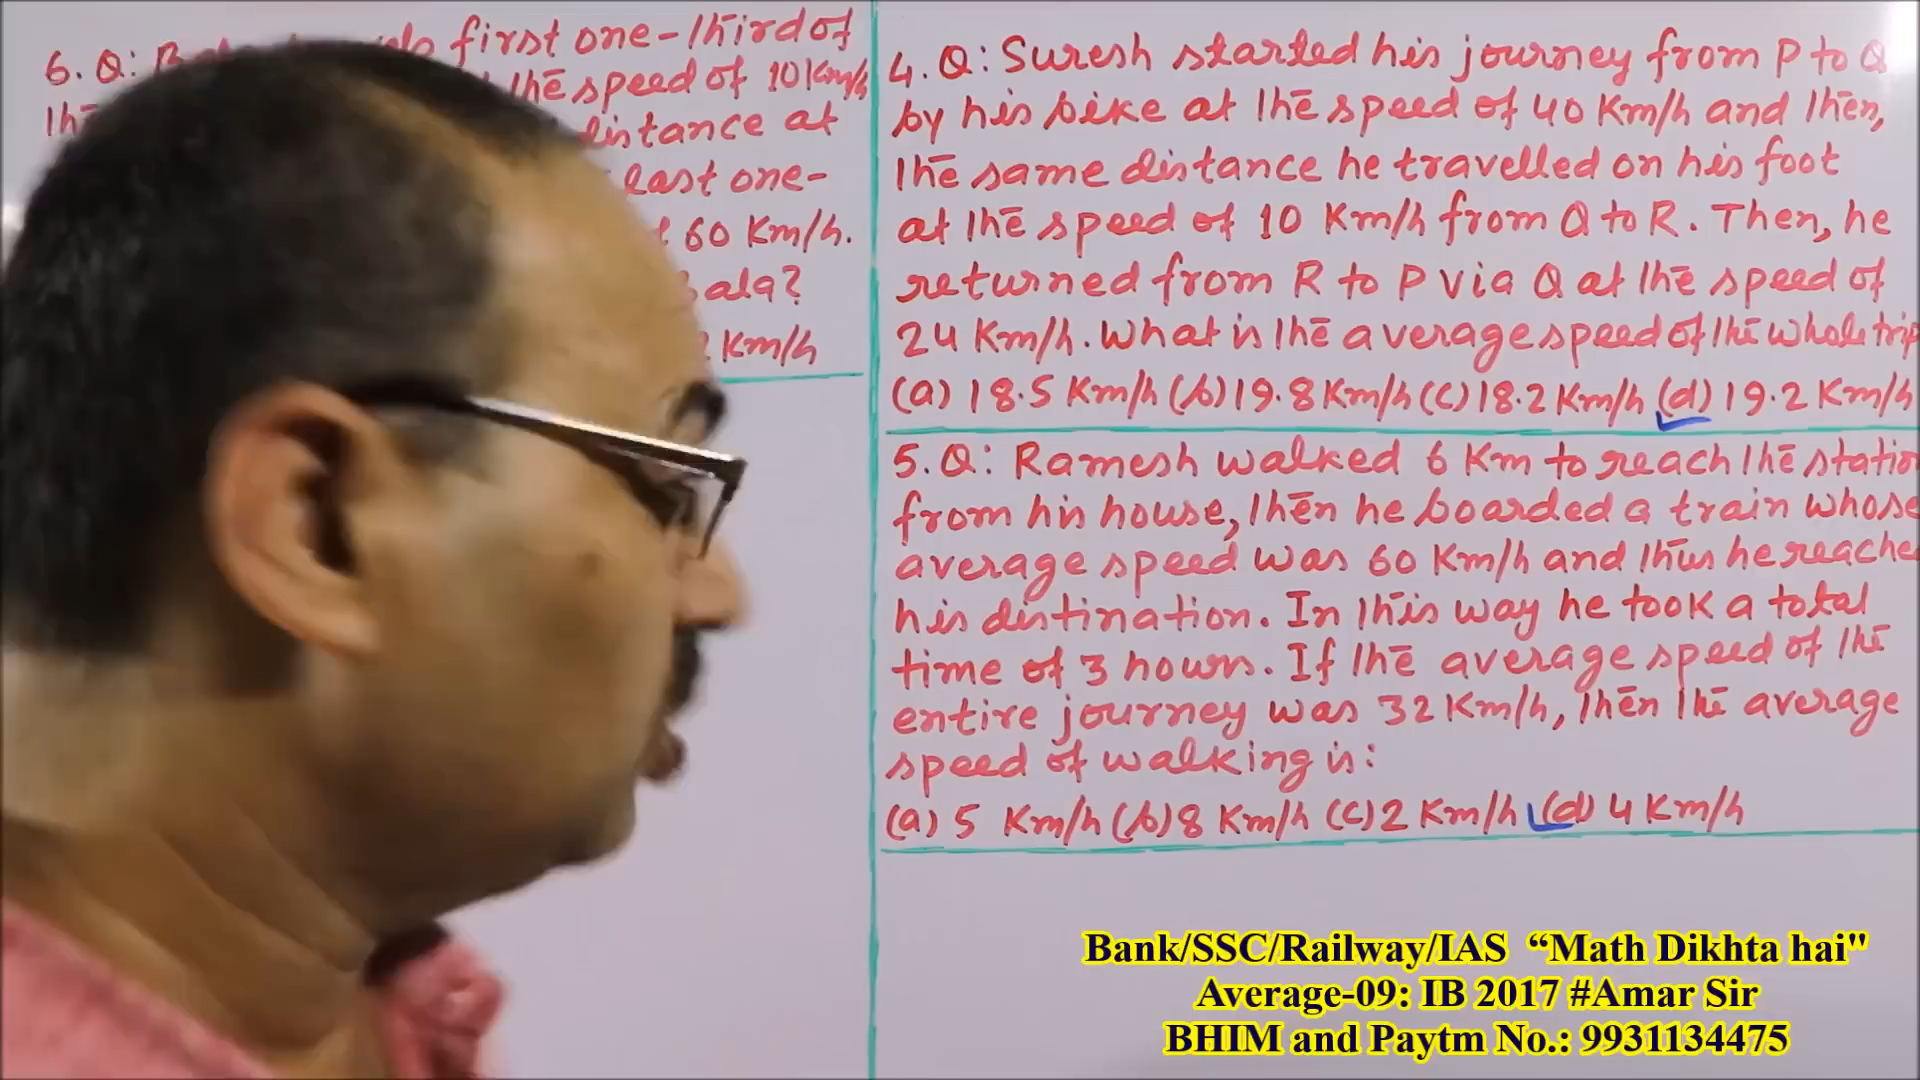 6. Q: first one-third of
the speed of 10 Km/h
distance at
last one-
60 Km/h.
Bala?
Km/h
4. Q: Suresh started his journey from P to Q
by his bike at the speed of 40 Km/h and then,
the same distance he travelled on his foot
at the speed of 10 Km/h from Q to R. Then, he
returned from R to P via Q at the speed of
24 Km/h. What is the average speed of the whole trip
(a) 18.5 Km/h (b) 19.8 Km/h (c) 18.2 Km/h (d) 19.2 Km/h
5. Q: Ramesh walked 6 Km to reach the statio
from his house, then he boarded a train whose
average speed was 60 Km/h and thus he reache
his distination. In this way he took a total
time of 3 hours. If the average speed of the
entire journey was 32 Km/h, then the average
speed of walking is:
(a) 5 Km/h (b) 8 Km/h (c) 2 Km/h (d) 4 Km/h
Bank/SSC/Railway/IAS “Math Dikhta hai"
Average-09: IB 2017 #Amar Sir
BHIM and Paytm No.: 9931134475